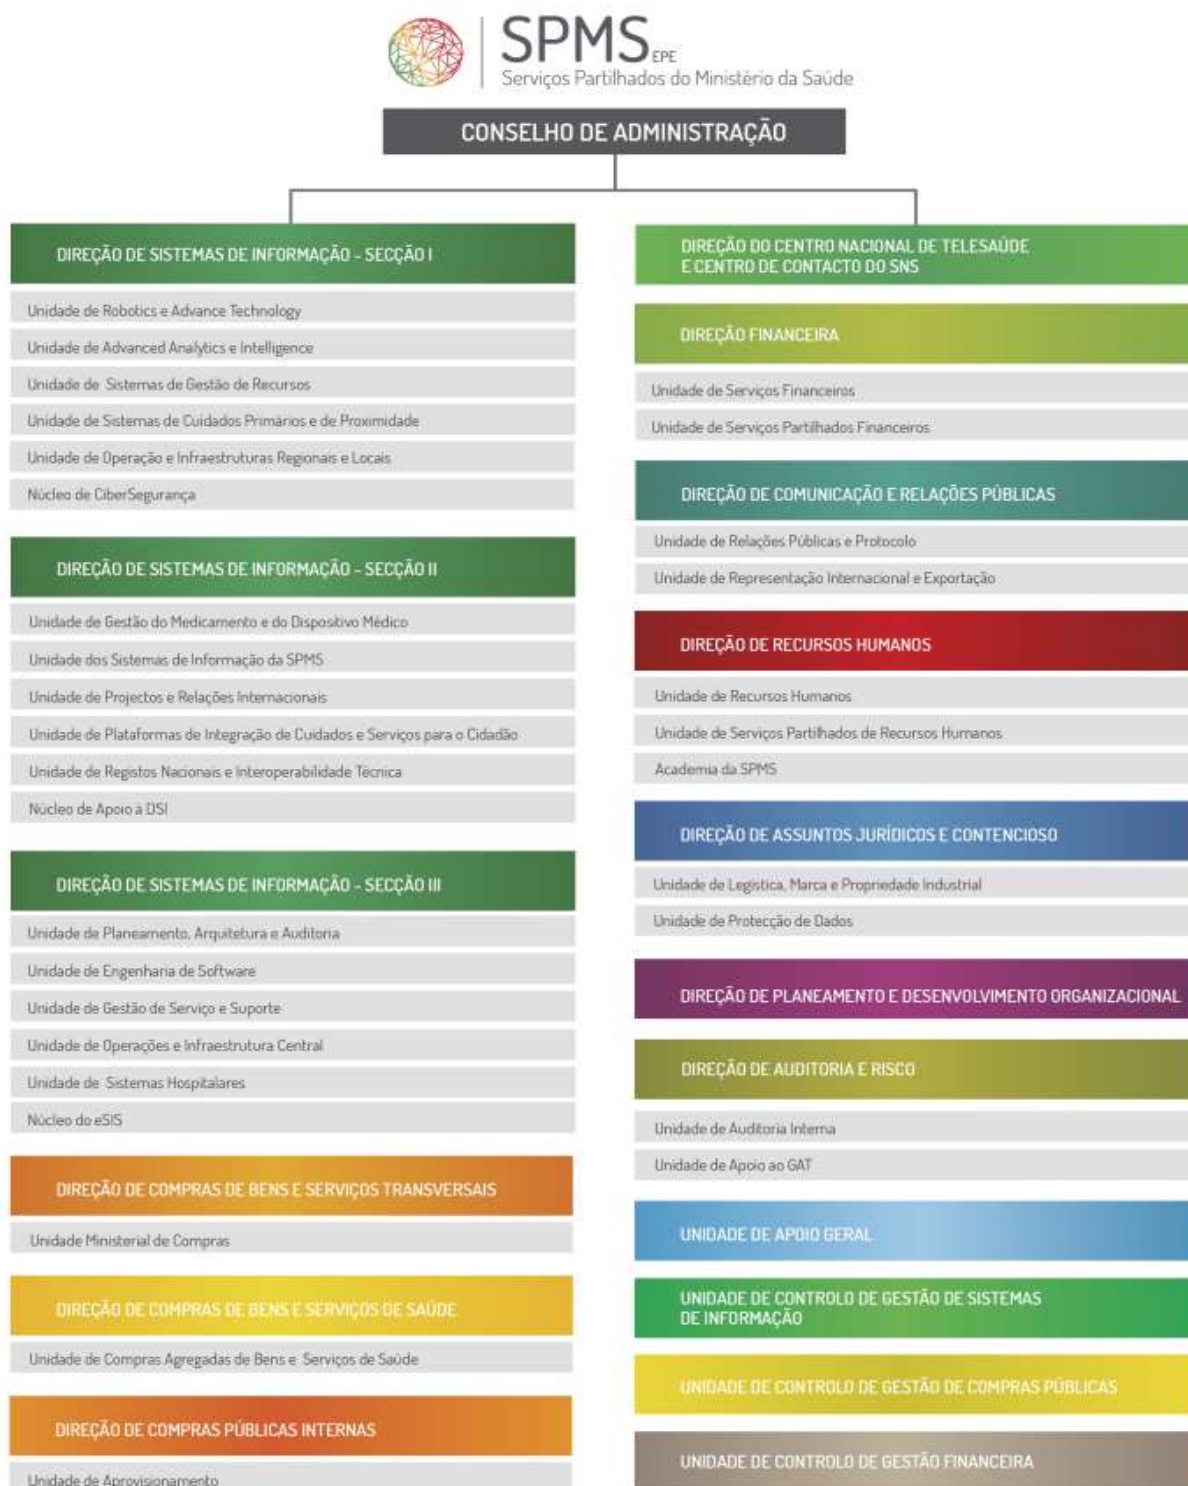 SPMS EPE
Serviços Partilhados do Ministério da Saúde
CONSELHO DE ADMINISTRAÇÃO
DIREÇÃO DE SISTEMAS DE INFORMAÇÃO - SECÇÃO I
Unidade de Robotics e Advance Technology
Unidade de Advanced Analytics e Intelligence
Unidade de Sistemas de Gestão de Recursos
Unidade de Sistemas de Cuidados Primários e de Proximidade
Unidade de Operação e Infraestruturas Regionais e Locais
Núcleo de CiberSegurança
DIREÇÃO DE SISTEMAS DE INFORMAÇÃO - SECÇÃO II
Unidade de Gestão do Medicamento e do Dispositivo Médico
Unidade dos Sistemas de Informação da SPMS
Unidade de Projectos e Relações Internacionais
Unidade de Plataformas de Integração de Cuidados e Serviços para o Cidadão
Unidade de Registos Nacionais e Interoperabilidade Técnica
Núcleo de Apoio à DSI
DIREÇÃO DE SISTEMAS DE INFORMAÇÃO - SECÇÃO III
Unidade de Planeamento, Arquitetura e Auditoria
Unidade de Engenharia de Software
Unidade de Gestão de Serviço e Suporte
Unidade de Operações e Infraestrutura Central
Unidade de Sistemas Hospitalares
Núcleo do eSIS
DIREÇÃO DE COMPRAS DE BENS E SERVIÇOS TRANSVERSAIS
Unidade Ministerial de Compras
DIREÇÃO DE COMPRAS DE BENS E SERVIÇOS DE SAÚDE
Unidade de Compras Agregadas de Bens e Serviços de Saúde
DIREÇÃO DE COMPRAS PÚBLICAS INTERNAS
Unidade de Aprovisionamento
DIREÇÃO DO CENTRO NACIONAL DE TELESAÚDE
E CENTRO DE CONTACTO DO SNS
DIREÇÃO FINANCEIRA
Unidade de Serviços Financeiros
Unidade de Serviços Partilhados Financeiros
DIREÇÃO DE COMUNICAÇÃO E RELAÇÕES PÚBLICAS
Unidade de Relações Públicas e Protocolo
Unidade de Representação Internacional e Exportação
DIREÇÃO DE RECURSOS HUMANOS
Unidade de Recursos Humanos
Unidade de Serviços Partilhados de Recursos Humanos
Academia da SPMS
DIREÇÃO DE ASSUNTOS JURÍDICOS E CONTENCIOSO
Unidade de Legística, Marca e Propriedade Industrial
Unidade de Protecção de Dados
DIREÇÃO DE PLANEAMENTO E DESENVOLVIMENTO ORGANIZACIONAL
DIREÇÃO DE AUDITORIA E RISCO
Unidade de Auditoria Interna
Unidade de Apoio ao GAT
UNIDADE DE APOIO GERAL
UNIDADE DE CONTROLO DE GESTÃO DE SISTEMAS
DE INFORMAÇÃO
UNIDADE DE CONTROLO DE GESTÃO DE COMPRAS PÚBLICAS
UNIDADE DE CONTROLO DE GESTÃO FINANCEIRA